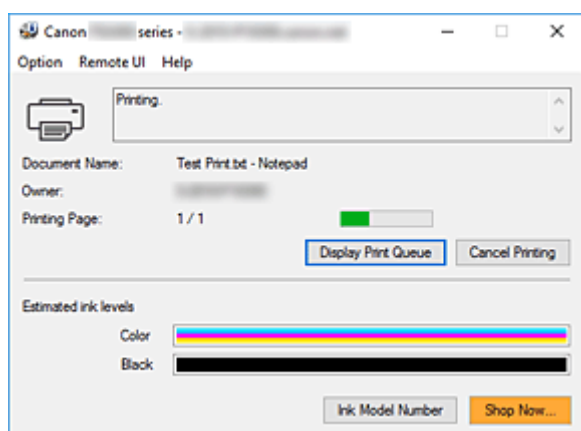 Canon series -
Option Remote UI Help
Printing.
Document Name: Test Print.txt - Notepad
Owner:
Printing Page: 1 / 1
Display Print Queue Cancel Printing
Estimated ink levels
Color
Black
Ink Model Number Shop Now...